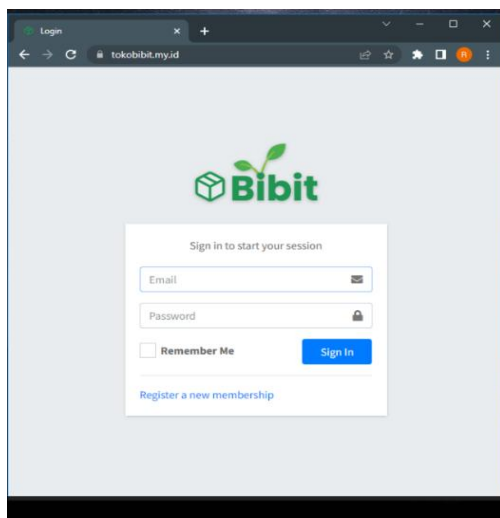 Login
tokobibit.my.id
R
Bibit
Sign in to start your session
Email
Password
Remember Me
Sign In
Register a new membership